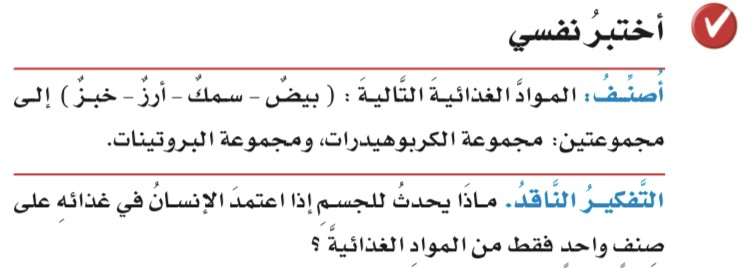 أختبرُ نفسي
أُصنِّفُ: الموادَّ الغذائيةَ التَّاليةَ : ( بيضٌ - سمكٌ - أرزٌ - خبزٌ ) إلى
مجموعتين: مجموعة الكربوهيدرات، ومجموعة البروتينات.
التَّفكيرُ النَّاقدُ. ماذَا يحدثُ للجسمِ إذا اعتمدَ الإنسانُ في غذائهِ على
صنفٍ واحدٍ فقط من الموادِ الغذائيةَّ ؟